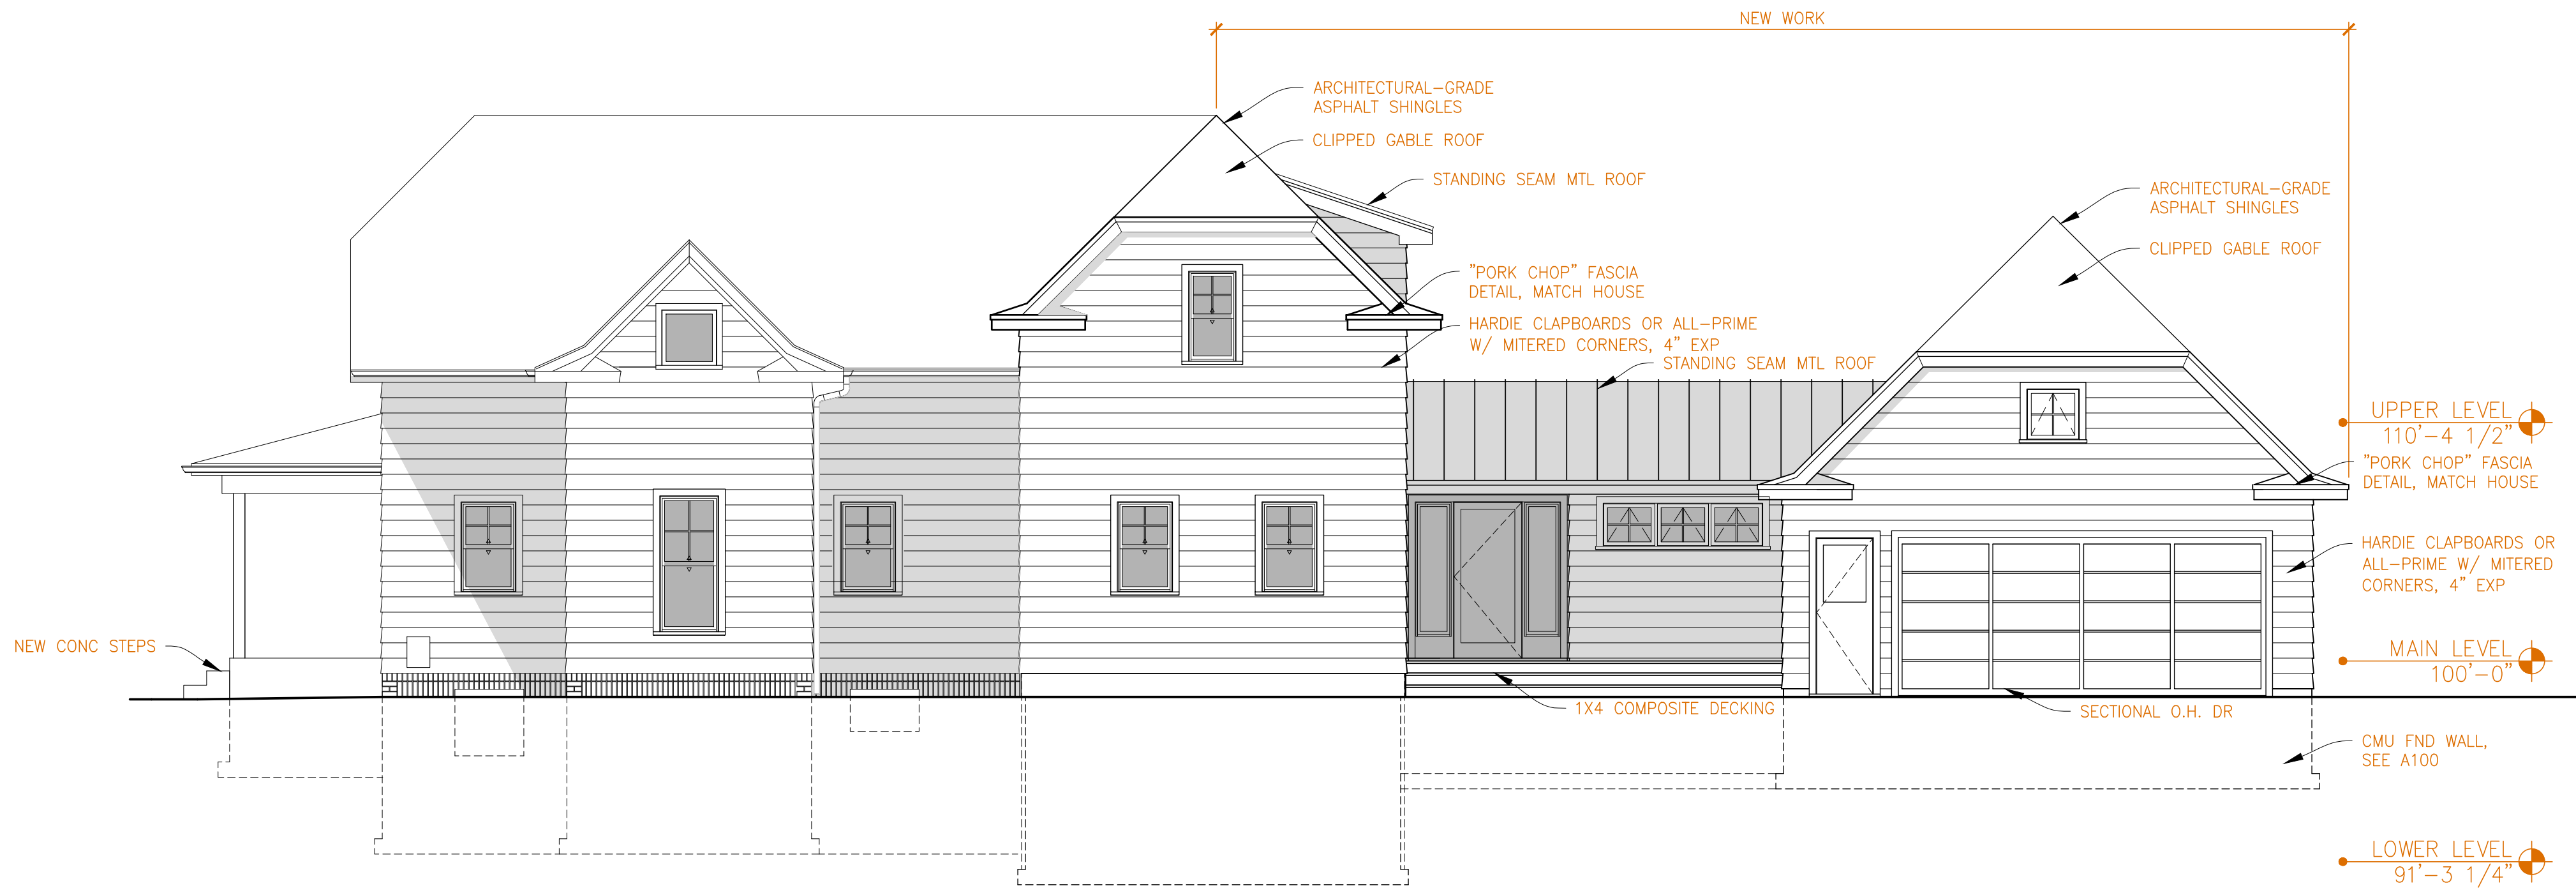 NEW WORK
ARCHITECTURAL-GRADE
ASPHALT SHINGLES
CLIPPED GABLE ROOF
STANDING SEAM MTL ROOF
"PORK CHOP" FASCIA
DETAIL, MATCH HOUSE
HARDIE CLAPBOARDS OR ALL-PRIME
W/ MITERED CORNERS, 4" EXP
STANDING SEAM MTL ROOF
ARCHITECTURAL-GRADE
ASPHALT SHINGLES
CLIPPED GABLE ROOF
UPPER LEVEL
110'-4 1/2"
"PORK CHOP" FASCIA
DETAIL, MATCH HOUSE
HARDIE CLAPBOARDS OR
ALL-PRIME W/ MITERED
CORNERS, 4" EXP
NEW CONC STEPS
MAIN LEVEL
100'-0"
1X4 COMPOSITE DECKING
SECTIONAL O.H. DR
CMU FND WALL,
SEE A100
LOWER LEVEL
91'-3 1/4"